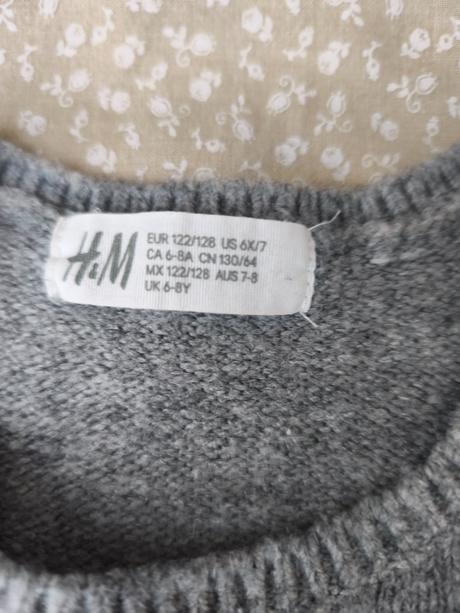 H&M
EUR 122/128 US 6X/7
CA 6-8A CN 130/64
MX 122/128 AUS 7-8
UK 6-8Y